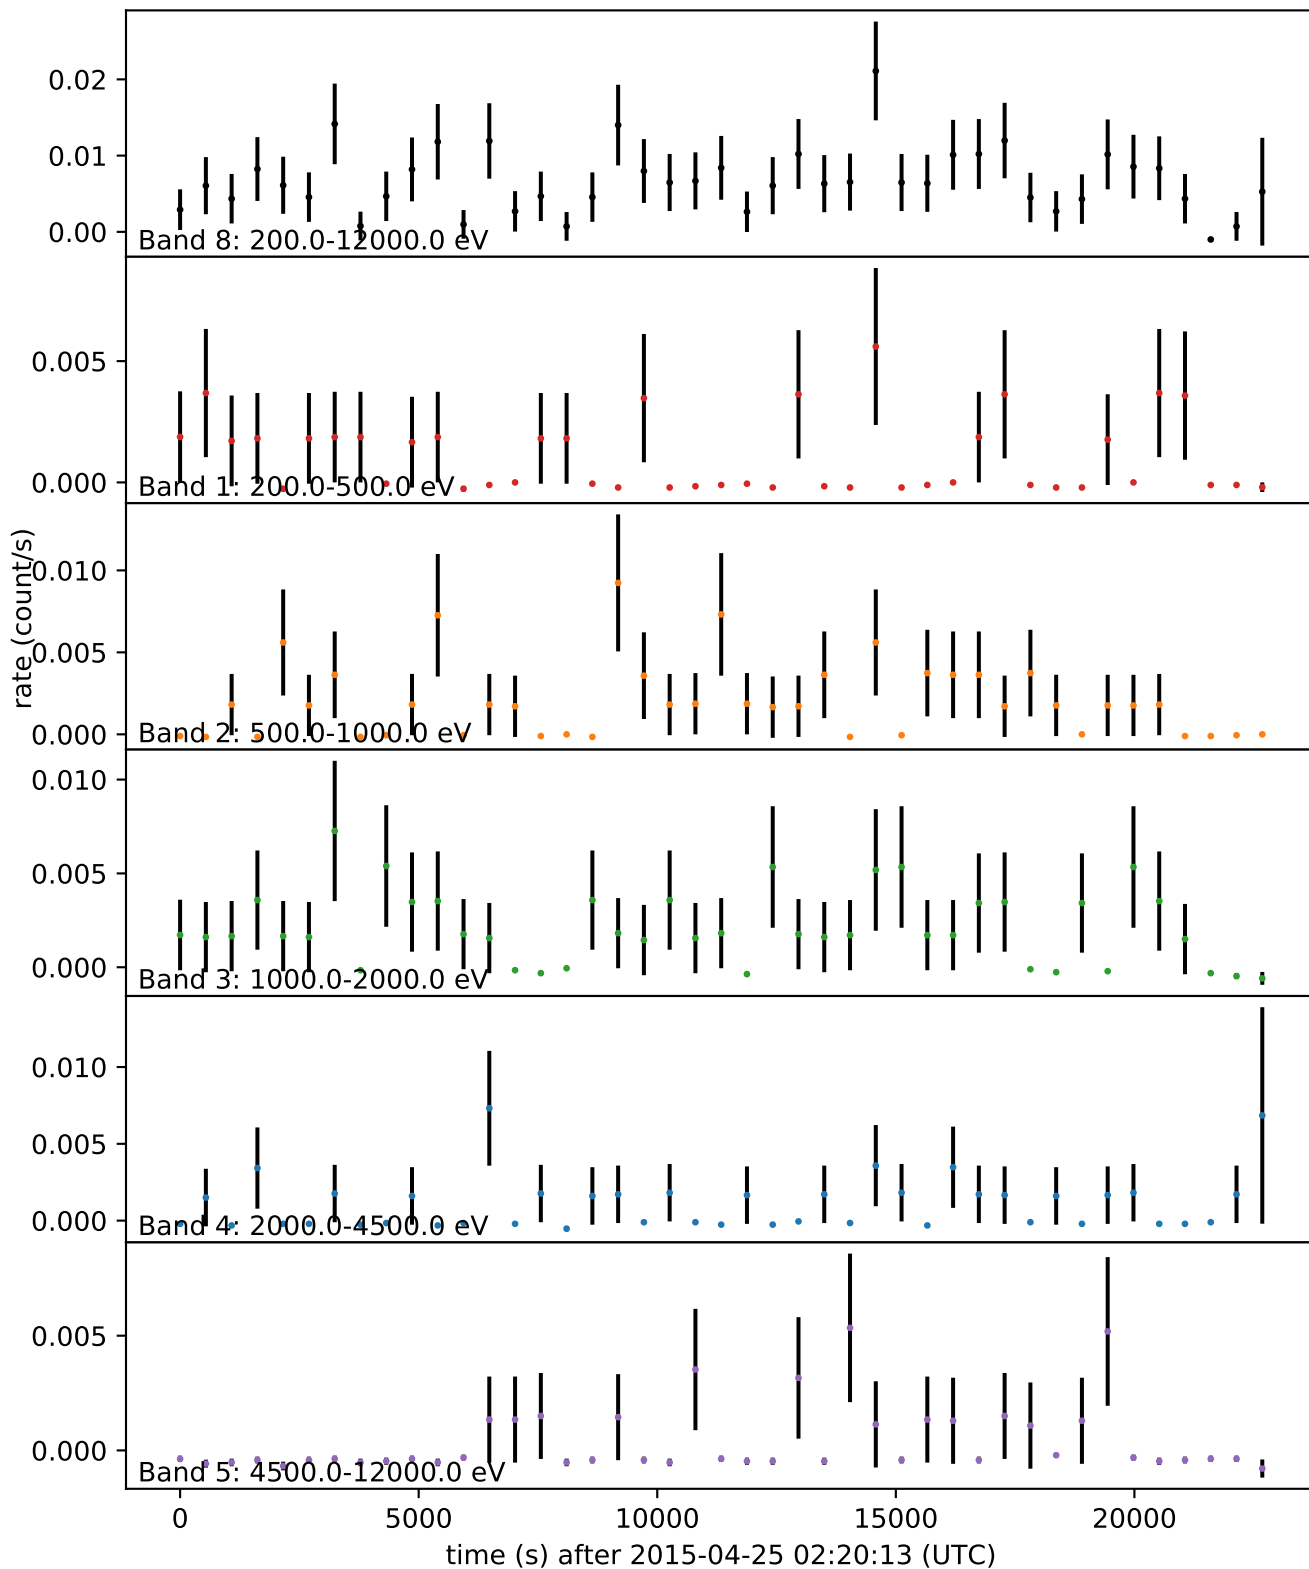 0.02
0.01
0.00
Band 8: 200.0-12000.0 eV
0.005
0.000
Band 1: 200.0-500.0 eV
rate (count/s)
0.010
0.005
0.000
Band 2: 500.0-1000.0 eV
0.010
0.005
0.000
Band 3: 1000.0-2000.0 eV
0.010
0.005
0.000
Band 4: 2000.0-4500.0 eV
0.005
0.000
Band 5: 4500.0-12000.0 eV
0 5000 10000 15000 20000
time (s) after 2015-04-25 02:20:13 (UTC)